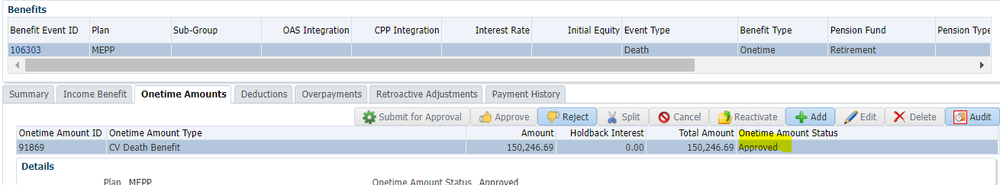 Benefits
Benefit Event ID Plan Sub-Group OAS Integration CPP Integration Interest Rate Initial Equity Event Type Benefit Type Pension Fund Pension Type
106303 MEPP Death Onetime Retirement
Summary Income Benefit Onetime Amounts Deductions Overpayments Retroactive Adjustments Payment History
Submit for Approval Approve Reject Split Cancel Reactivate Add Edit Delete Audit
Onetime Amount ID Onetime Amount Type Amount Holdback Interest Total Amount Onetime Amount Status
91869 CV Death Benefit 150,246.69 0.00 150,246.69 Approved
Details
Plan MEPP Onetime Amount Status Approved